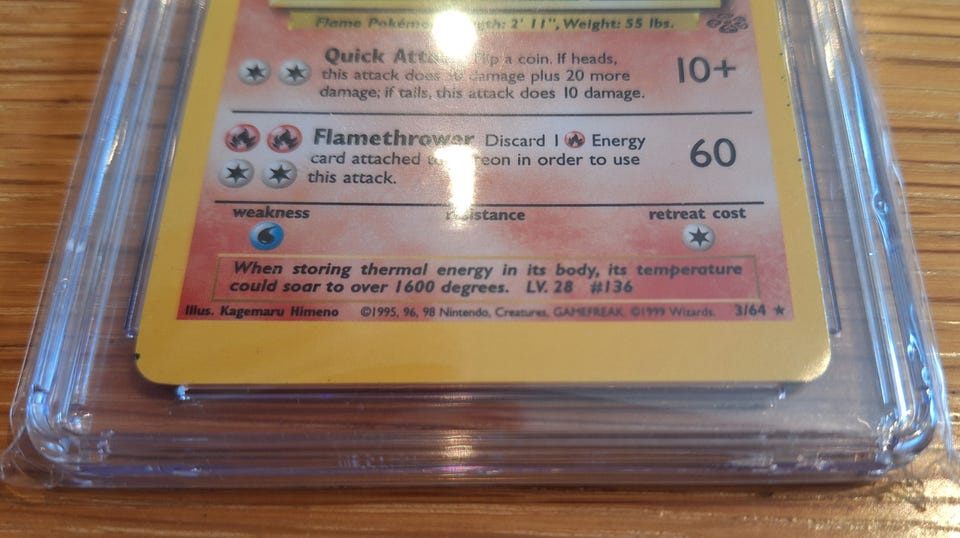 Flame Pokémo gth: 2' 11", Weight: 55 lbs.
Quick Atta ip a coin. If heads,
this attack does damage plus 20 more
damage; if tails, this attack does 10 damage.
10+
Flamethrower Discard 1 Energy
card attached reon in order to use
this attack.
60
weakness resistance retreat cost
When storing thermal energy in its body, its temperature
could soar to over 1600 degrees. LV. 28 #136
Illus. Kagemaru Himeno ©1995, 96, 98 Nintendo, Creatures, GAMEFREAK. ©1999 Wizards. 3/64 ★